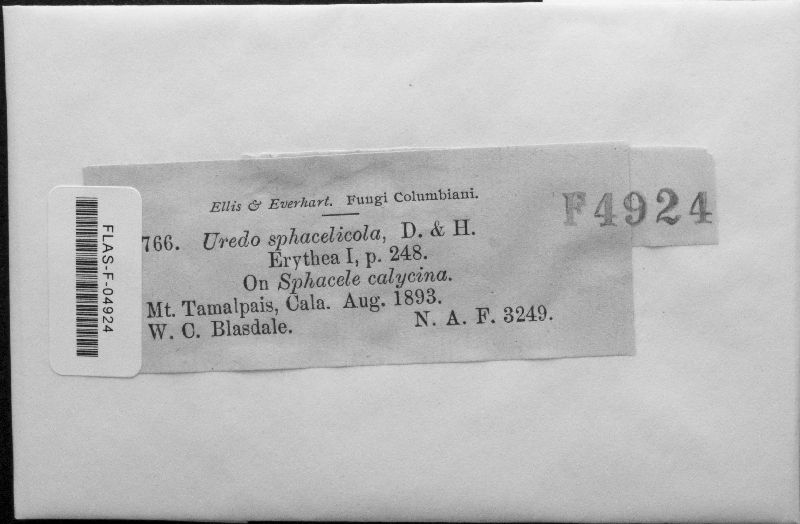 Ellis & Everhart. Fungi Columbiani.
F4924
766. Uredo sphacelicola, D. & H.
Erythea I, p. 248.
On Sphacele calycina.
Mt. Tamalpais, Cala. Aug. 1893.
W. C. Blasdale. N. A. F. 3249.
FLAS-F-04924